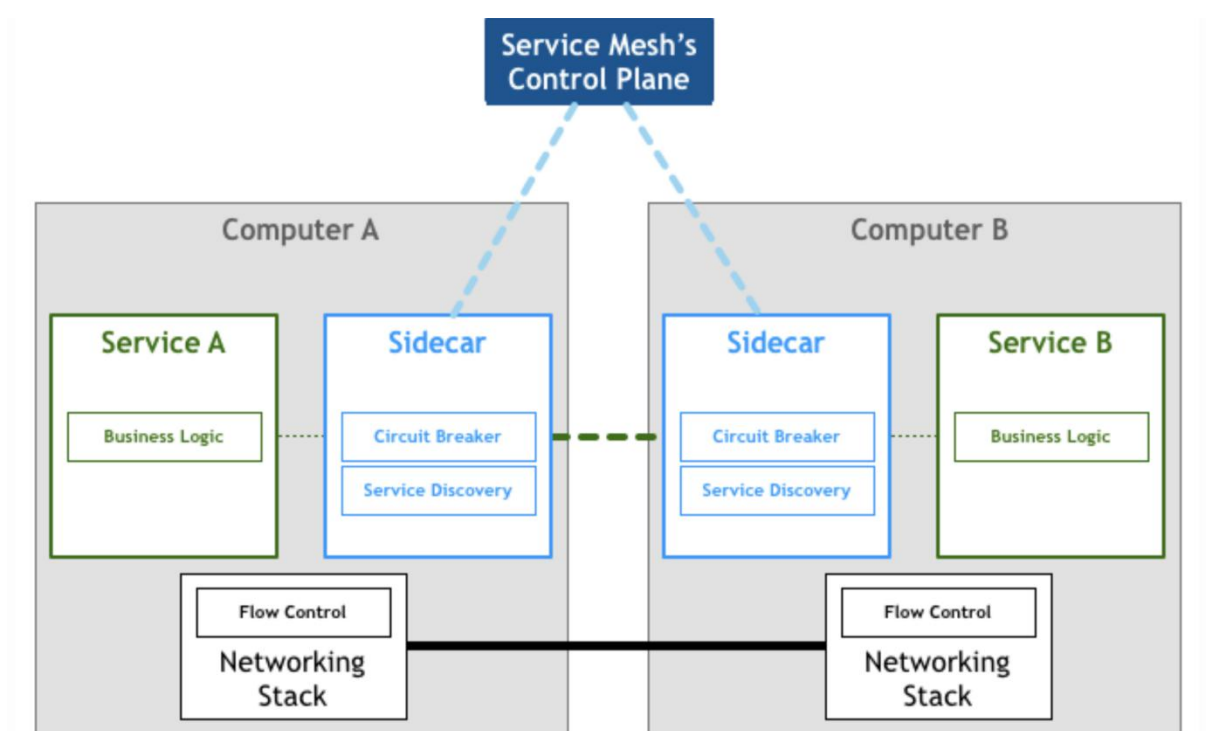 Service Mesh's
Control Plane
Computer A
Computer B
Service A
Sidecar
Sidecar
Service B
Business Logic
Circuit Breaker
Circuit Breaker
Business Logic
Service Discovery
Service Discovery
Flow Control
Flow Control
Networking
Stack
Networking
Stack